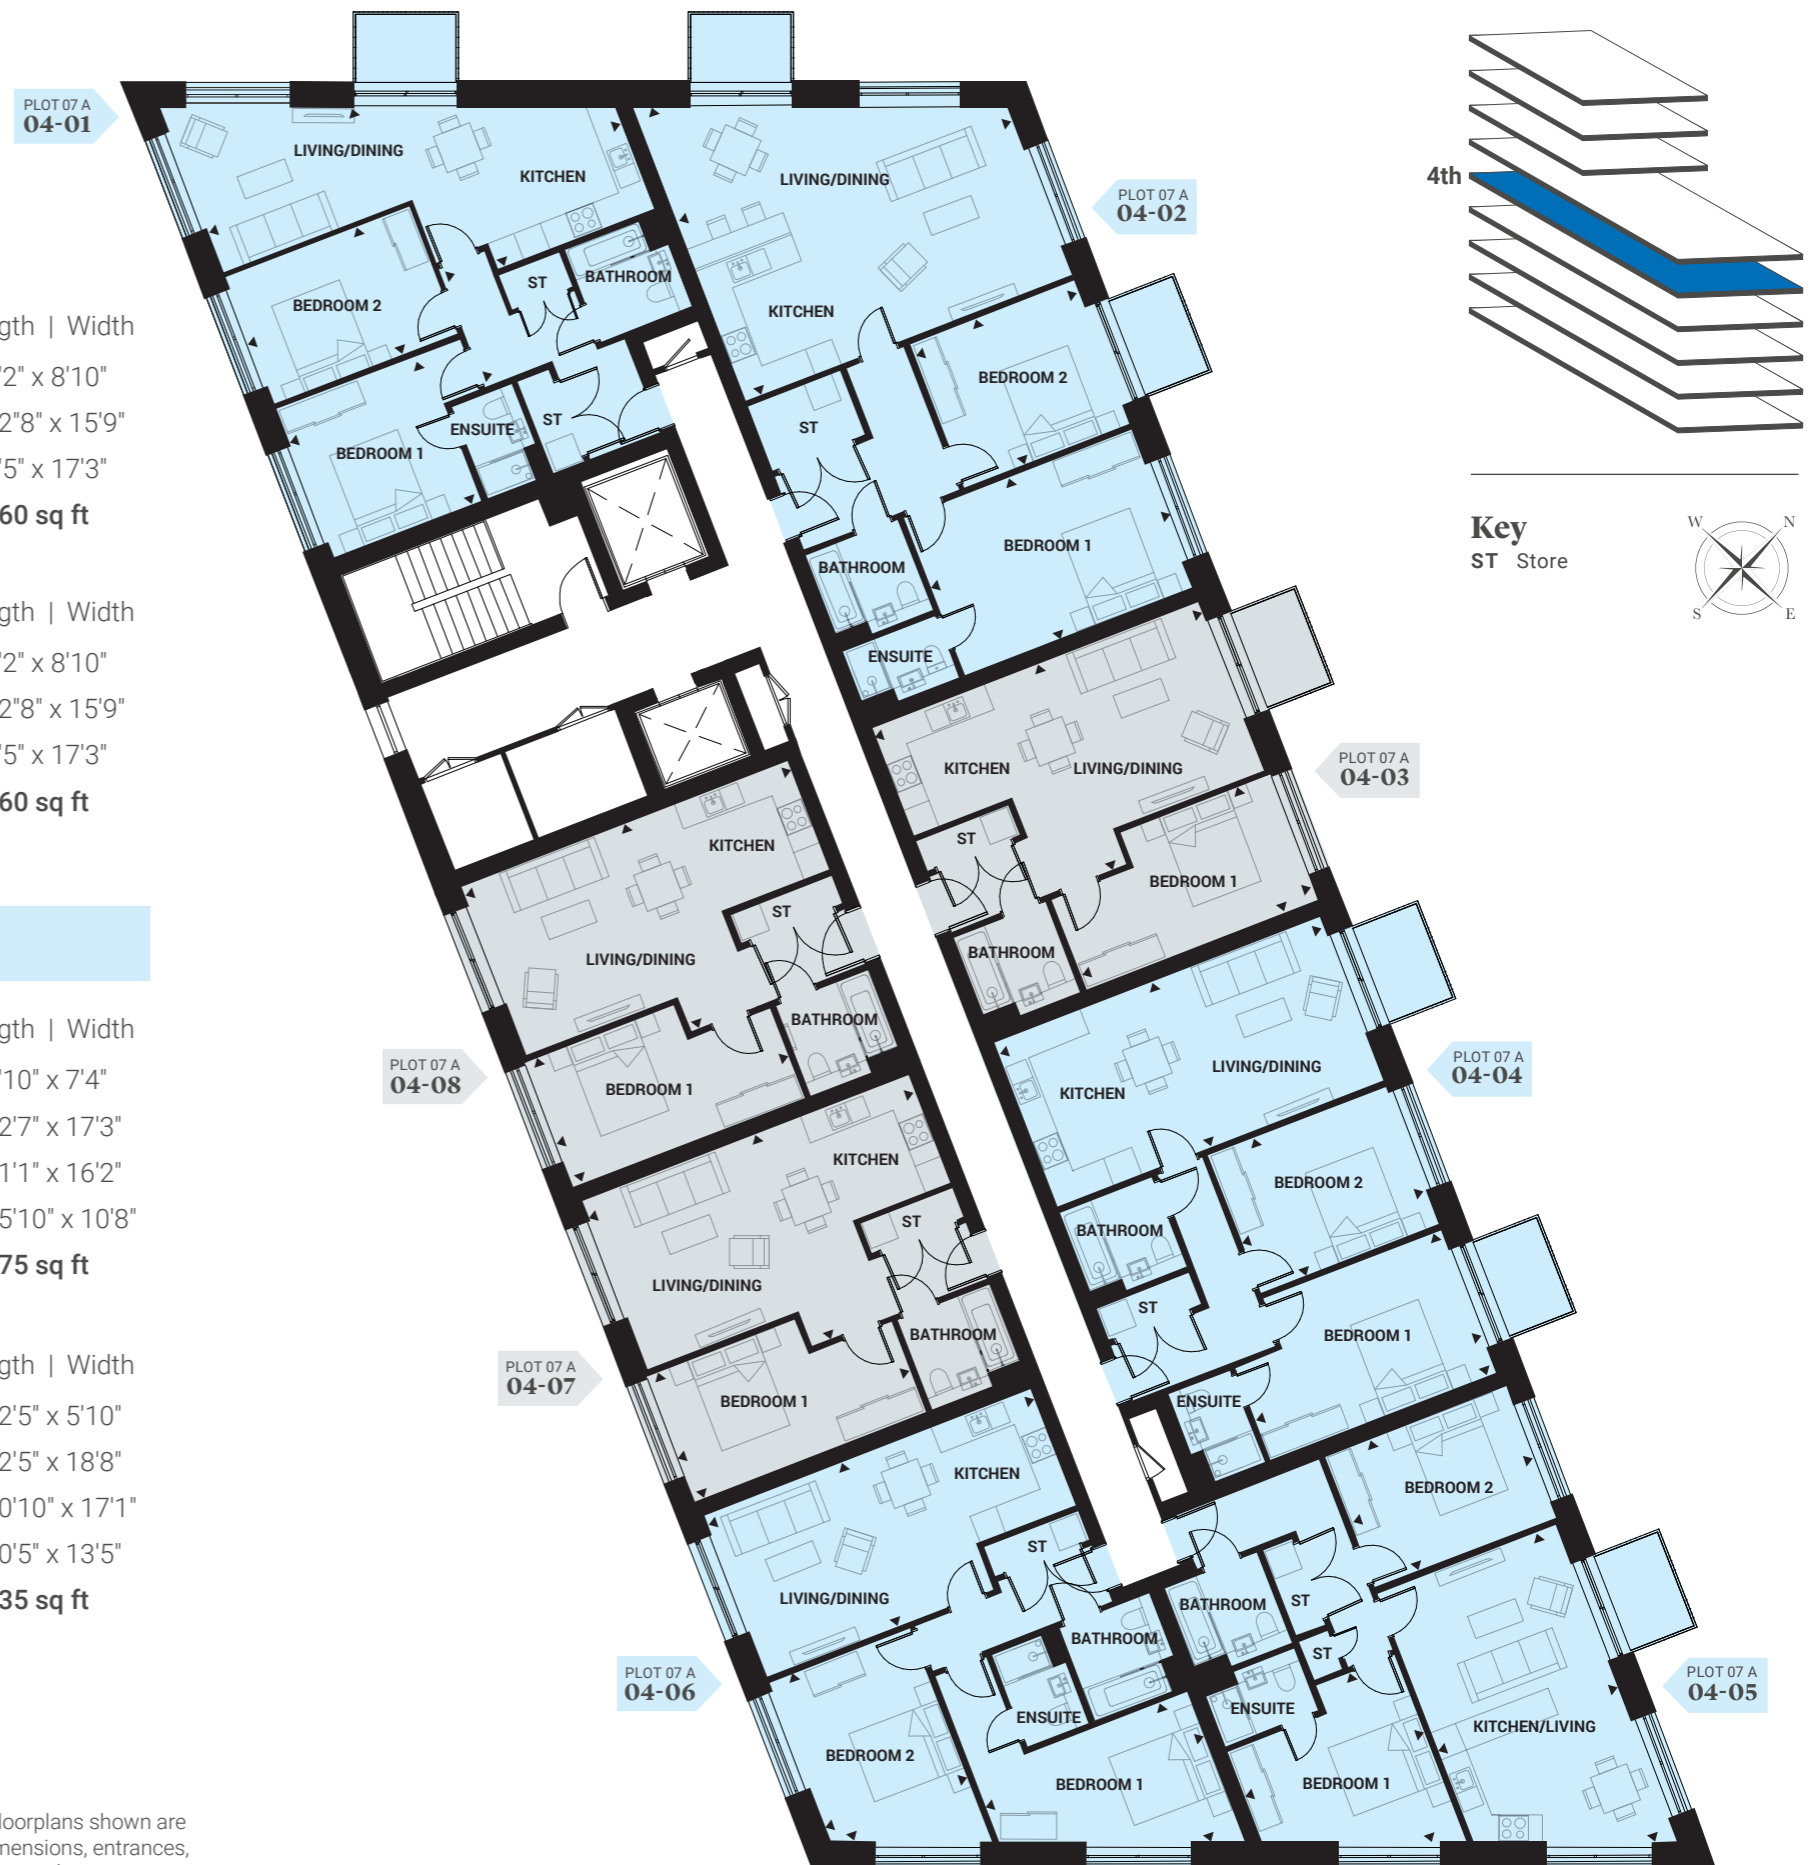 PLOT 07 A
04-01
LIVING/DINING
KITCHEN
BEDROOM 2
ST
BATHROOM
BEDROOM 1
ENSUITE
ST
PLOT 07 A
04-02
LIVING/DINING
KITCHEN
BEDROOM 2
ST
BEDROOM 1
BATHROOM
ENSUITE
4th
Key
ST Store
W
N
S
E
gth | Width
'2" x 8'10"
2"8" x 15'9"
'5" x 17'3"
60 sq ft
gth | Width
'2" x 8'10"
2"8" x 15'9"
'5" x 17'3"
60 sq ft
gth | Width
'10" x 7'4"
2'7" x 17'3"
1'1" x 16'2"
5'10" x 10'8"
75 sq ft
gth | Width
2'5" x 5'10"
2'5" x 18'8"
0'10" x 17'1"
0'5" x 13'5"
35 sq ft
PLOT 07 A
04-03
KITCHEN
LIVING/DINING
ST
BEDROOM 1
BATHROOM
PLOT 07 A
04-08
KITCHEN
ST
LIVING/DINING
BATHROOM
BEDROOM 1
PLOT 07 A
04-04
LIVING/DINING
KITCHEN
BEDROOM 2
BATHROOM
ST
BEDROOM 1
ENSUITE
PLOT 07 A
04-07
KITCHEN
ST
LIVING/DINING
BATHROOM
BEDROOM 1
PLOT 07 A
04-06
KITCHEN
ST
LIVING/DINING
BATHROOM
ENSUITE
BEDROOM 2
BEDROOM 1
PLOT 07 A
04-05
BEDROOM 2
BATHROOM
ST
ST
ENSUITE
KITCHEN/LIVING
BEDROOM 1
loorplans shown are
mensions, entrances,